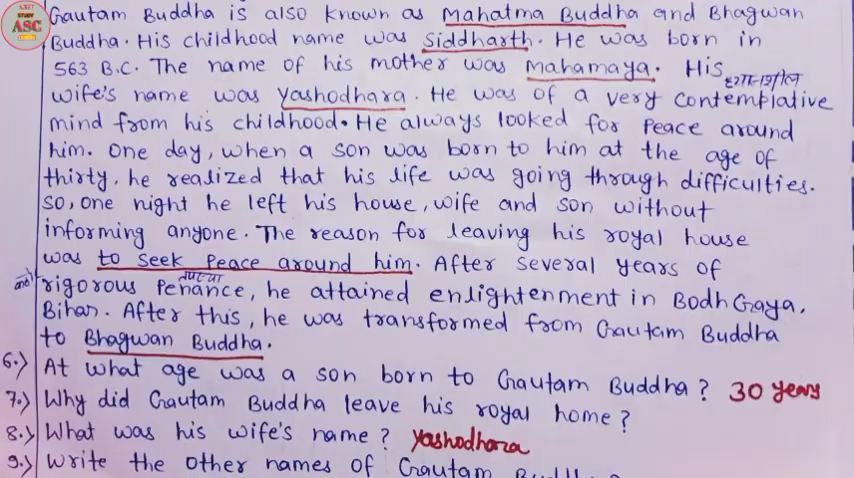 A327
STUDY
ASC
Gautam Buddha is also known as Mahatma Buddha and Bhagwan
Buddha. His childhood name was Siddharth. He was born in
563 B.C. The name of his mother was Mahamaya. His
wife's name was Yashodhara. He was of a very contemplative
mind from his childhood. He always looked for Peace around
him. One day, when a son was born to him at the age of
thirty, he realized that his life was going through difficulties.
So, one night he left his house, wife and son without
informing anyone. The reason for leaving his royal house
was to seek Peace around him. After several years of
तपस्या
rigorous Penance, he attained enlightenment in Bodh Gaya,
Bihar. After this, he was transformed from Gautam Buddha
to Bhagwan Buddha.
6.) At what age was a son born to Gautam Buddha? 30 years
7.) Why did Gautam Buddha leave his royal home?
8.) What was his wife's name? Yashodhara
9.) Write the other names of Gautam Buddha?